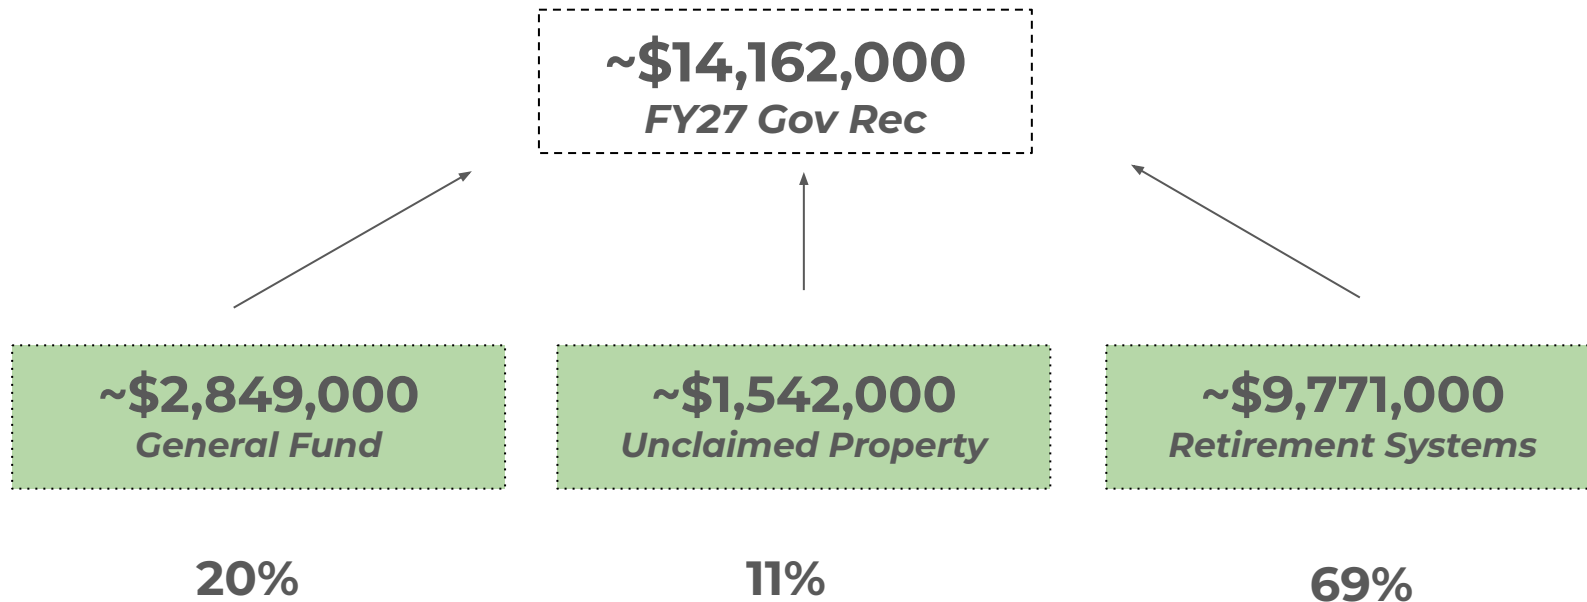 ~$14,162,000
FY27 Gov Rec
~$2,849,000
General Fund
~$1,542,000
Unclaimed Property
~$9,771,000
Retirement Systems
20%
11%
69%